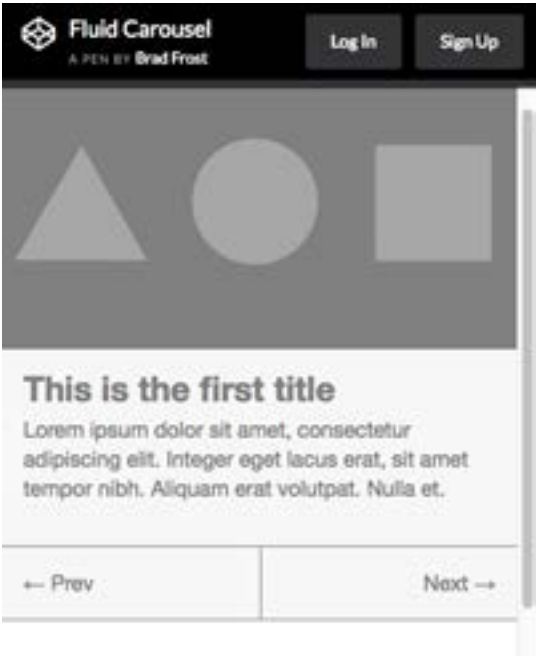 Fluid Carousel
A PEN BY Brad Frost
Log In
Sign Up
This is the first title
Lorem ipsum dolor sit amet, consectetur
adipiscing elit. Integer eget lacus erat, sit amet
tempor nibh. Aliquam erat volutpat. Nulla et.
← Prev
Next →